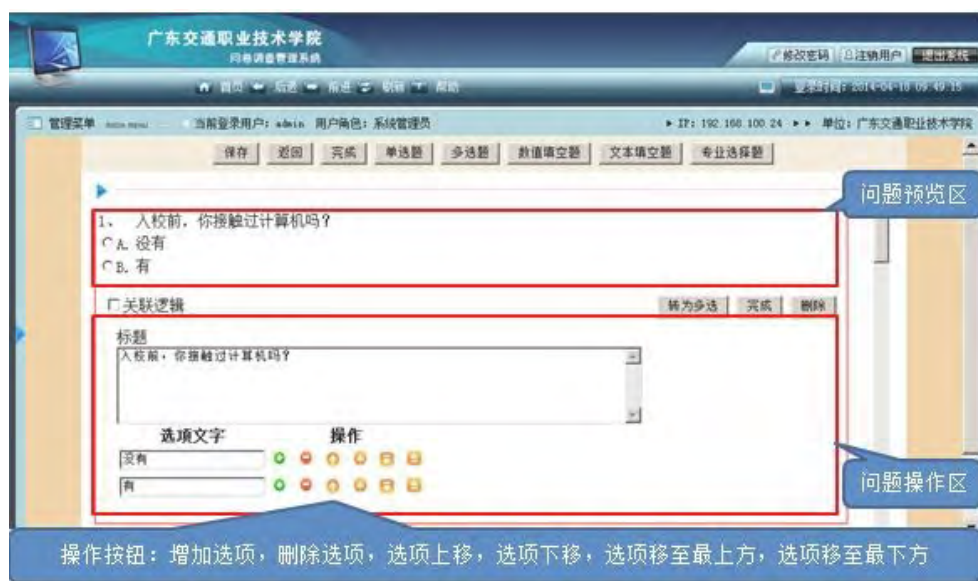 广东交通职业技术学院
问卷调查管理系统
修改密码 注销用户 退出系统
首页 后退 前进 刷新 帮助
登录时间：2014-04-18 09:49:15
管理菜单 当前登录用户：admin 用户角色：系统管理员 IP：192.168.100.24 单位：广东交通职业技术学院
保存 返回 完成 单选题 多选题 数值填空题 文本填空题 专业选择题
问题预览区
1、 入校前，你接触过计算机吗？
A. 没有
B. 有
关联逻辑 转为多选 完成 删除
标题
入校前，你接触过计算机吗？
选项文字 操作
没有
有
问题操作区
操作按钮：增加选项，删除选项，选项上移，选项下移，选项移至最上方，选项移至最下方